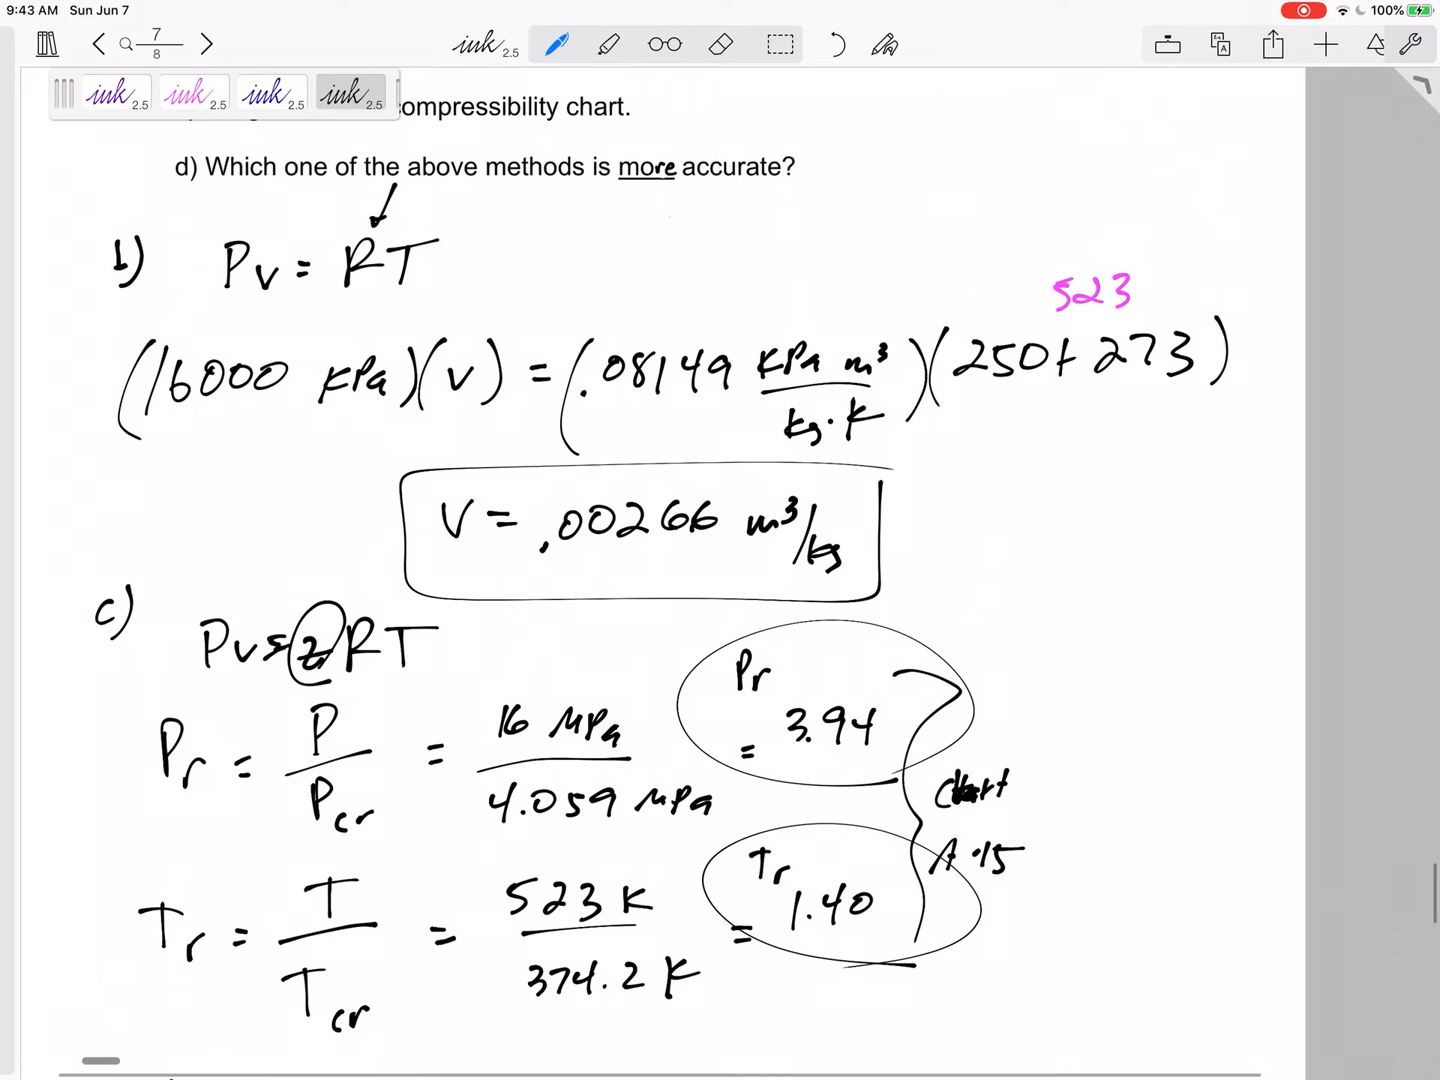 9:43 AM Sun Jun 7
100%
7
8
ink 2.5
ink 2.5
ink 2.5
ink 2.5
ink 2.5
ompressibility chart.
d) Which one of the above methods is more accurate?
b) Pv = RT
523
(16000 kPa)(v) = (.08149 kPa m³ / kg·K)(250+273)
v = .00266 m³/kg
c)
Pv = zRT
Pr = P / Pcr = 16 MPa / 4.059 MPa = Pr 3.94
Chart
A-15
Tr = T / Tcr = 523 K / 374.2 K = Tr 1.40